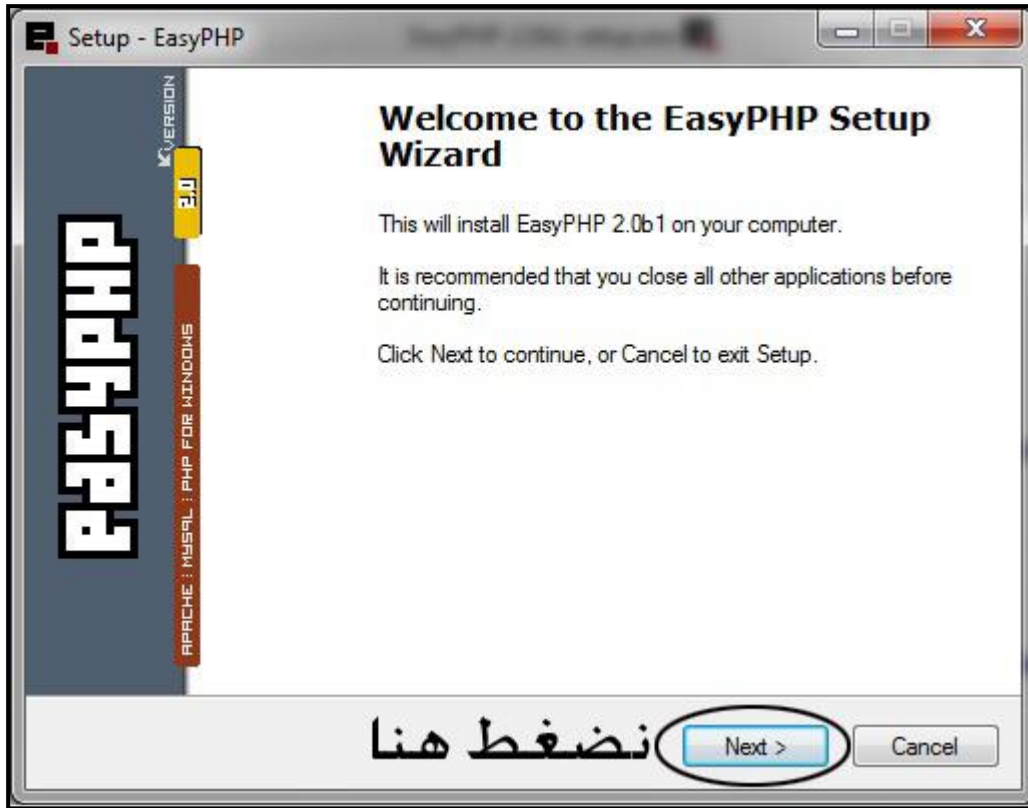 Setup - EasyPHP
VERSION
2.0
easyPHP
APACHE : MYSQL : PHP FOR WINDOWS
Welcome to the EasyPHP Setup
Wizard
This will install EasyPHP 2.0b1 on your computer.
It is recommended that you close all other applications before
continuing.
Click Next to continue, or Cancel to exit Setup.
نضغط هنا
Next >
Cancel